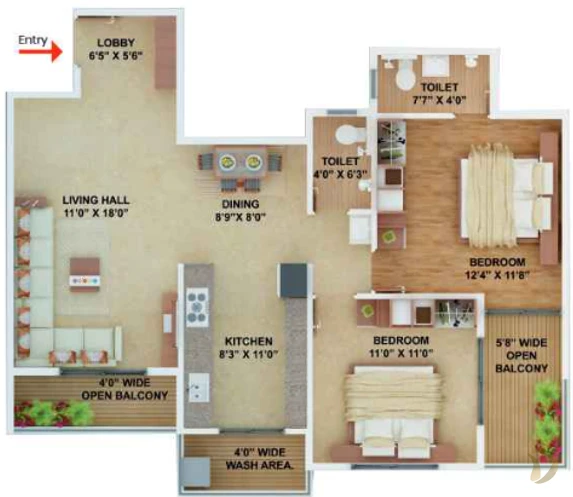 Entry
LOBBY
6'5" X 5'6"
TOILET
7'7" X 4'0"
TOILET
4'0" X 6'3"
LIVING HALL
11'0" X 18'0"
DINING
8'9"X 8'0"
BEDROOM
12'4" X 11'8"
KITCHEN
8'3" X 11'0"
BEDROOM
11'0" X 11'0"
5'8" WIDE
OPEN
BALCONY
4'0" WIDE
OPEN BALCONY
4'0" WIDE
WASH AREA.